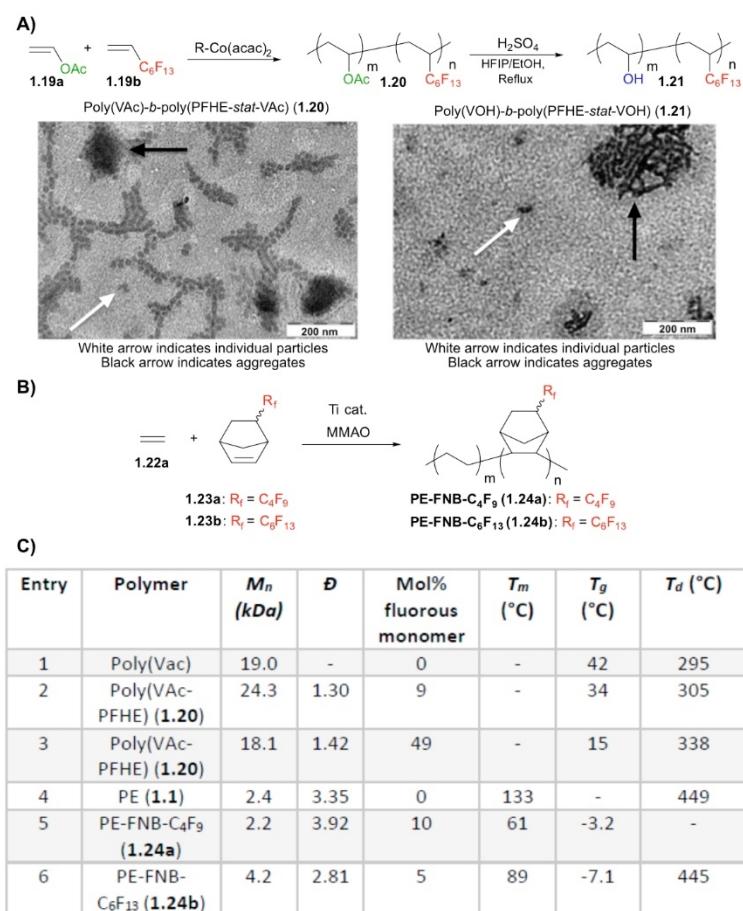 A)
1.19a
OAc
+
1.19b
C6F13
R-Co(acac)2
m
OAc
1.20
n
C6F13
H2SO4
HFIP/EtOH,
Reflux
m
OH
1.21
n
C6F13
Poly(VAc)-b-poly(PFHE-stat-VAc) (1.20)
Poly(VOH)-b-poly(PFHE-stat-VOH) (1.21)
200 nm
200 nm
White arrow indicates individual particles
Black arrow indicates aggregates
White arrow indicates individual particles
Black arrow indicates aggregates
B)
1.22a
+
Rf
Ti cat.
MMAO
Rf
m
n
1.23a: Rf = C4F9
1.23b: Rf = C6F13
PE-FNB-C4F9 (1.24a): Rf = C4F9
PE-FNB-C6F13 (1.24b): Rf = C6F13
C)
Entry Polymer Mn (kDa) Đ Mol% fluorous monomer Tm (°C) Tg (°C) Td (°C)
1 Poly(Vac) 19.0 - 0 - 42 295
2 Poly(VAc-PFHE) (1.20) 24.3 1.30 9 - 34 305
3 Poly(VAc-PFHE) (1.20) 18.1 1.42 49 - 15 338
4 PE (1.1) 2.4 3.35 0 133 - 449
5 PE-FNB-C4F9 (1.24a) 2.2 3.92 10 61 -3.2 -
6 PE-FNB-C6F13 (1.24b) 4.2 2.81 5 89 -7.1 445